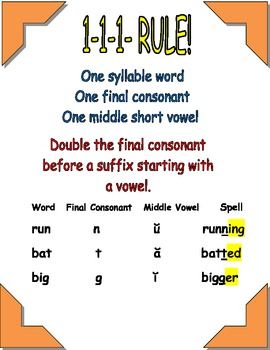 1-1-1- RULE!
One syllable word
One final consonant
One middle short vowel
Double the final consonant
before a suffix starting with
a vowel.
Word Final Consonant Middle Vowel Spell
run n ŭ running
bat t ă batted
big g ĭ bigger